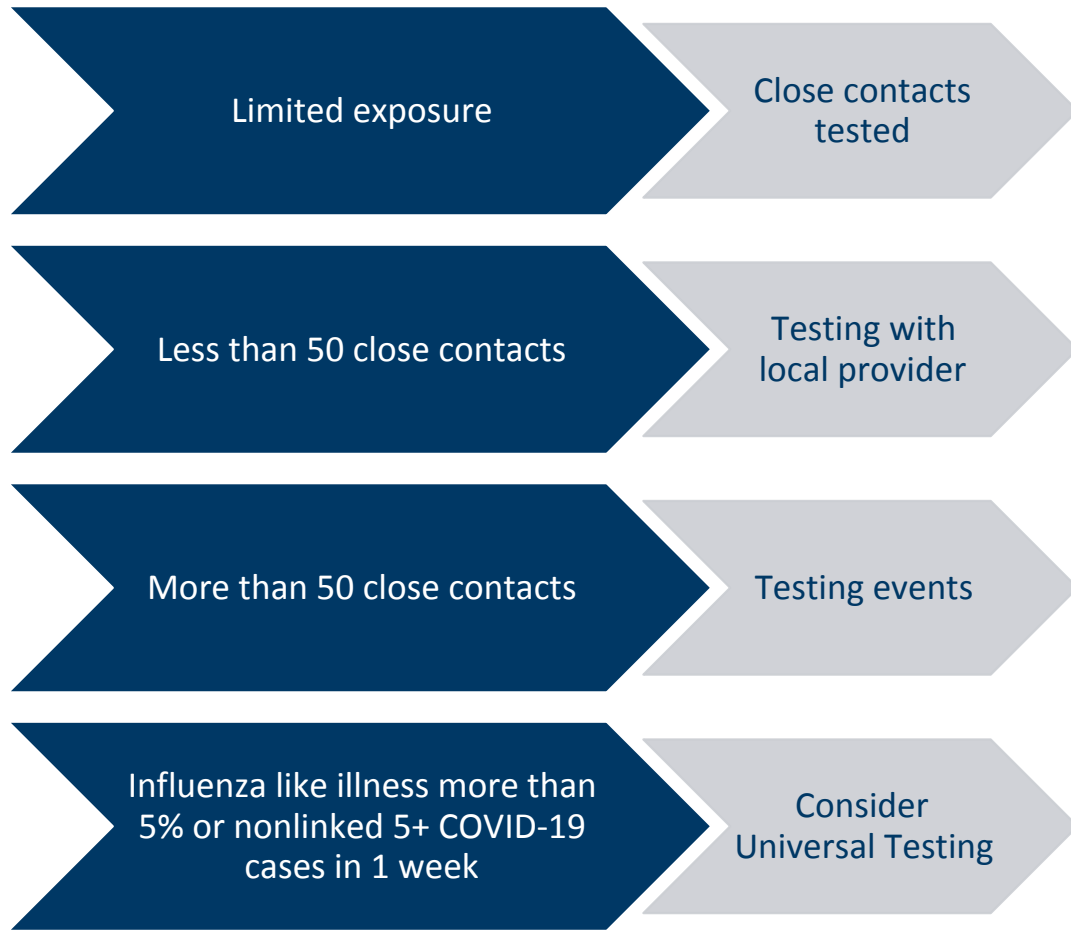 Limited exposure
Close contacts
tested
Less than 50 close contacts
Testing with
local provider
More than 50 close contacts
Testing events
Influenza like illness more than
5% or nonlinked 5+ COVID-19
cases in 1 week
Consider
Universal Testing